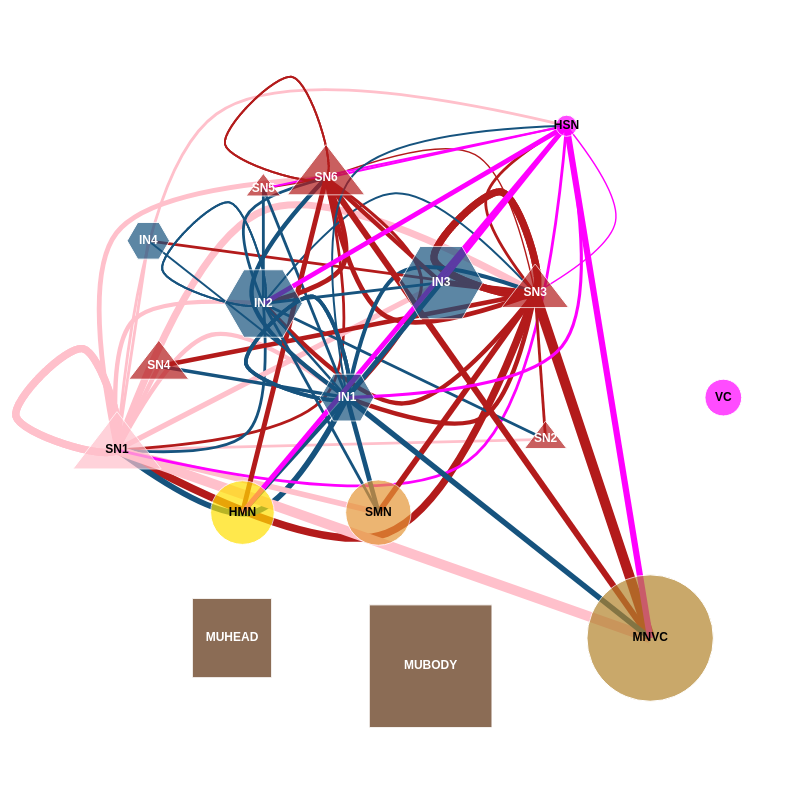 HSN
SN6
SN5
IN4
IN3
SN3
IN2
SN4
IN1
VC
SN2
SN1
HMN
SMN
MUHEAD
MNVC
MUBODY